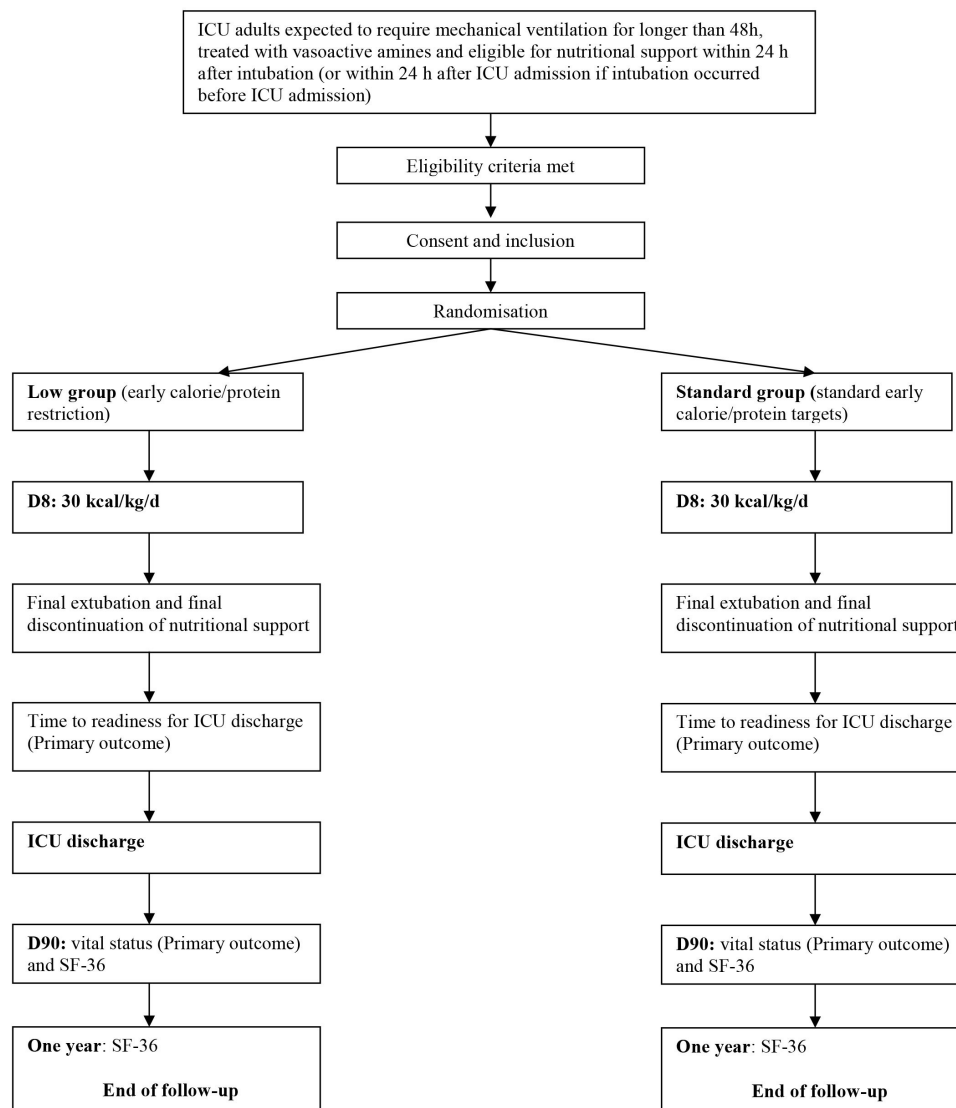 ICU adults expected to require mechanical ventilation for longer than 48h,
treated with vasoactive amines and eligible for nutritional support within 24 h
after intubation (or within 24 h after ICU admission if intubation occurred
before ICU admission)
Eligibility criteria met
Consent and inclusion
Randomisation
Low group (early calorie/protein
restriction)
D8: 30 kcal/kg/d
Final extubation and final
discontinuation of nutritional support
Time to readiness for ICU discharge
(Primary outcome)
ICU discharge
D90: vital status (Primary outcome)
and SF-36
One year: SF-36
End of follow-up
Standard group (standard early
calorie/protein targets)
D8: 30 kcal/kg/d
Final extubation and final
discontinuation of nutritional support
Time to readiness for ICU discharge
(Primary outcome)
ICU discharge
D90: vital status (Primary outcome)
and SF-36
One year: SF-36
End of follow-up